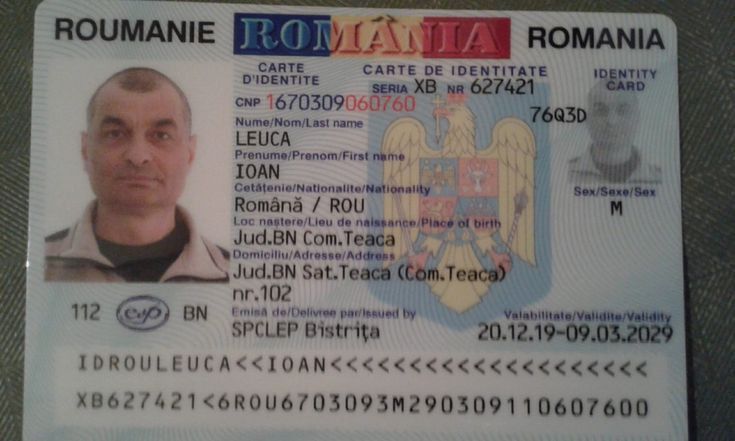 ROUMANIE ROMÂNIA ROMANIA
CARTE D'IDENTITE
CARTE DE IDENTITATE
IDENTITY CARD
SERIA XB NR 627421
CNP 1670309060760
76Q3D
Nume/Nom/Last name
LEUCA
Prenume/Prenom/First name
IOAN
Cetăţenie/Nationalite/Nationality
Română / ROU
Sex/Sexe/Sex
M
Loc nastere/Lieu de naissance/Place of birth
Jud.BN Com.Teaca
Domiciliu/Adresse/Address
Jud.BN Sat.Teaca (Com.Teaca)
nr.102
112 BN
Emisă de/Delivree par/Issued by
SPCLEP Bistriţa
Valabilitate/Validite/Validity
20.12.19-09.03.2029
IDROULEUCA<<IOAN<<<<<<<<<<<<<<<<<<<<
XB627421<6ROU6703093M290309110607600